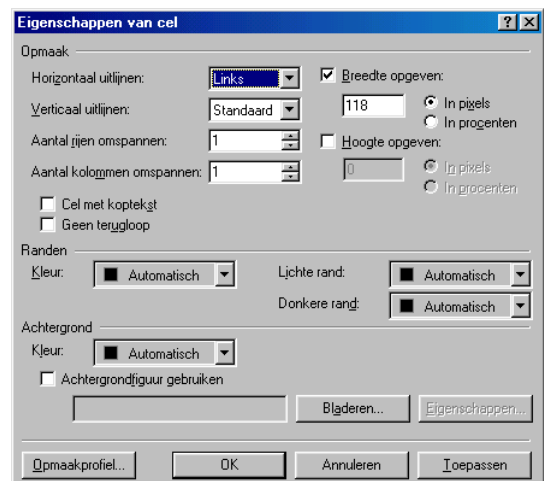 Eigenschappen van cel
Opmaak
Horizontaal uitlijnen: Links
Breedte opgeven:
118
In pixels
In procenten
Verticaal uitlijnen: Standaard
Aantal rijen omspannen: 1
Hoogte opgeven:
0
In pixels
In procenten
Aantal kolommen omspannen: 1
Cel met koptekst
Geen terugloop
Randen
Kleur: Automatisch
Lichte rand: Automatisch
Donkere rand: Automatisch
Achtergrond
Kleur: Automatisch
Achtergrondfiguur gebruiken
Bladeren... Eigenschappen...
Opmaakprofiel... OK Annuleren Toepassen